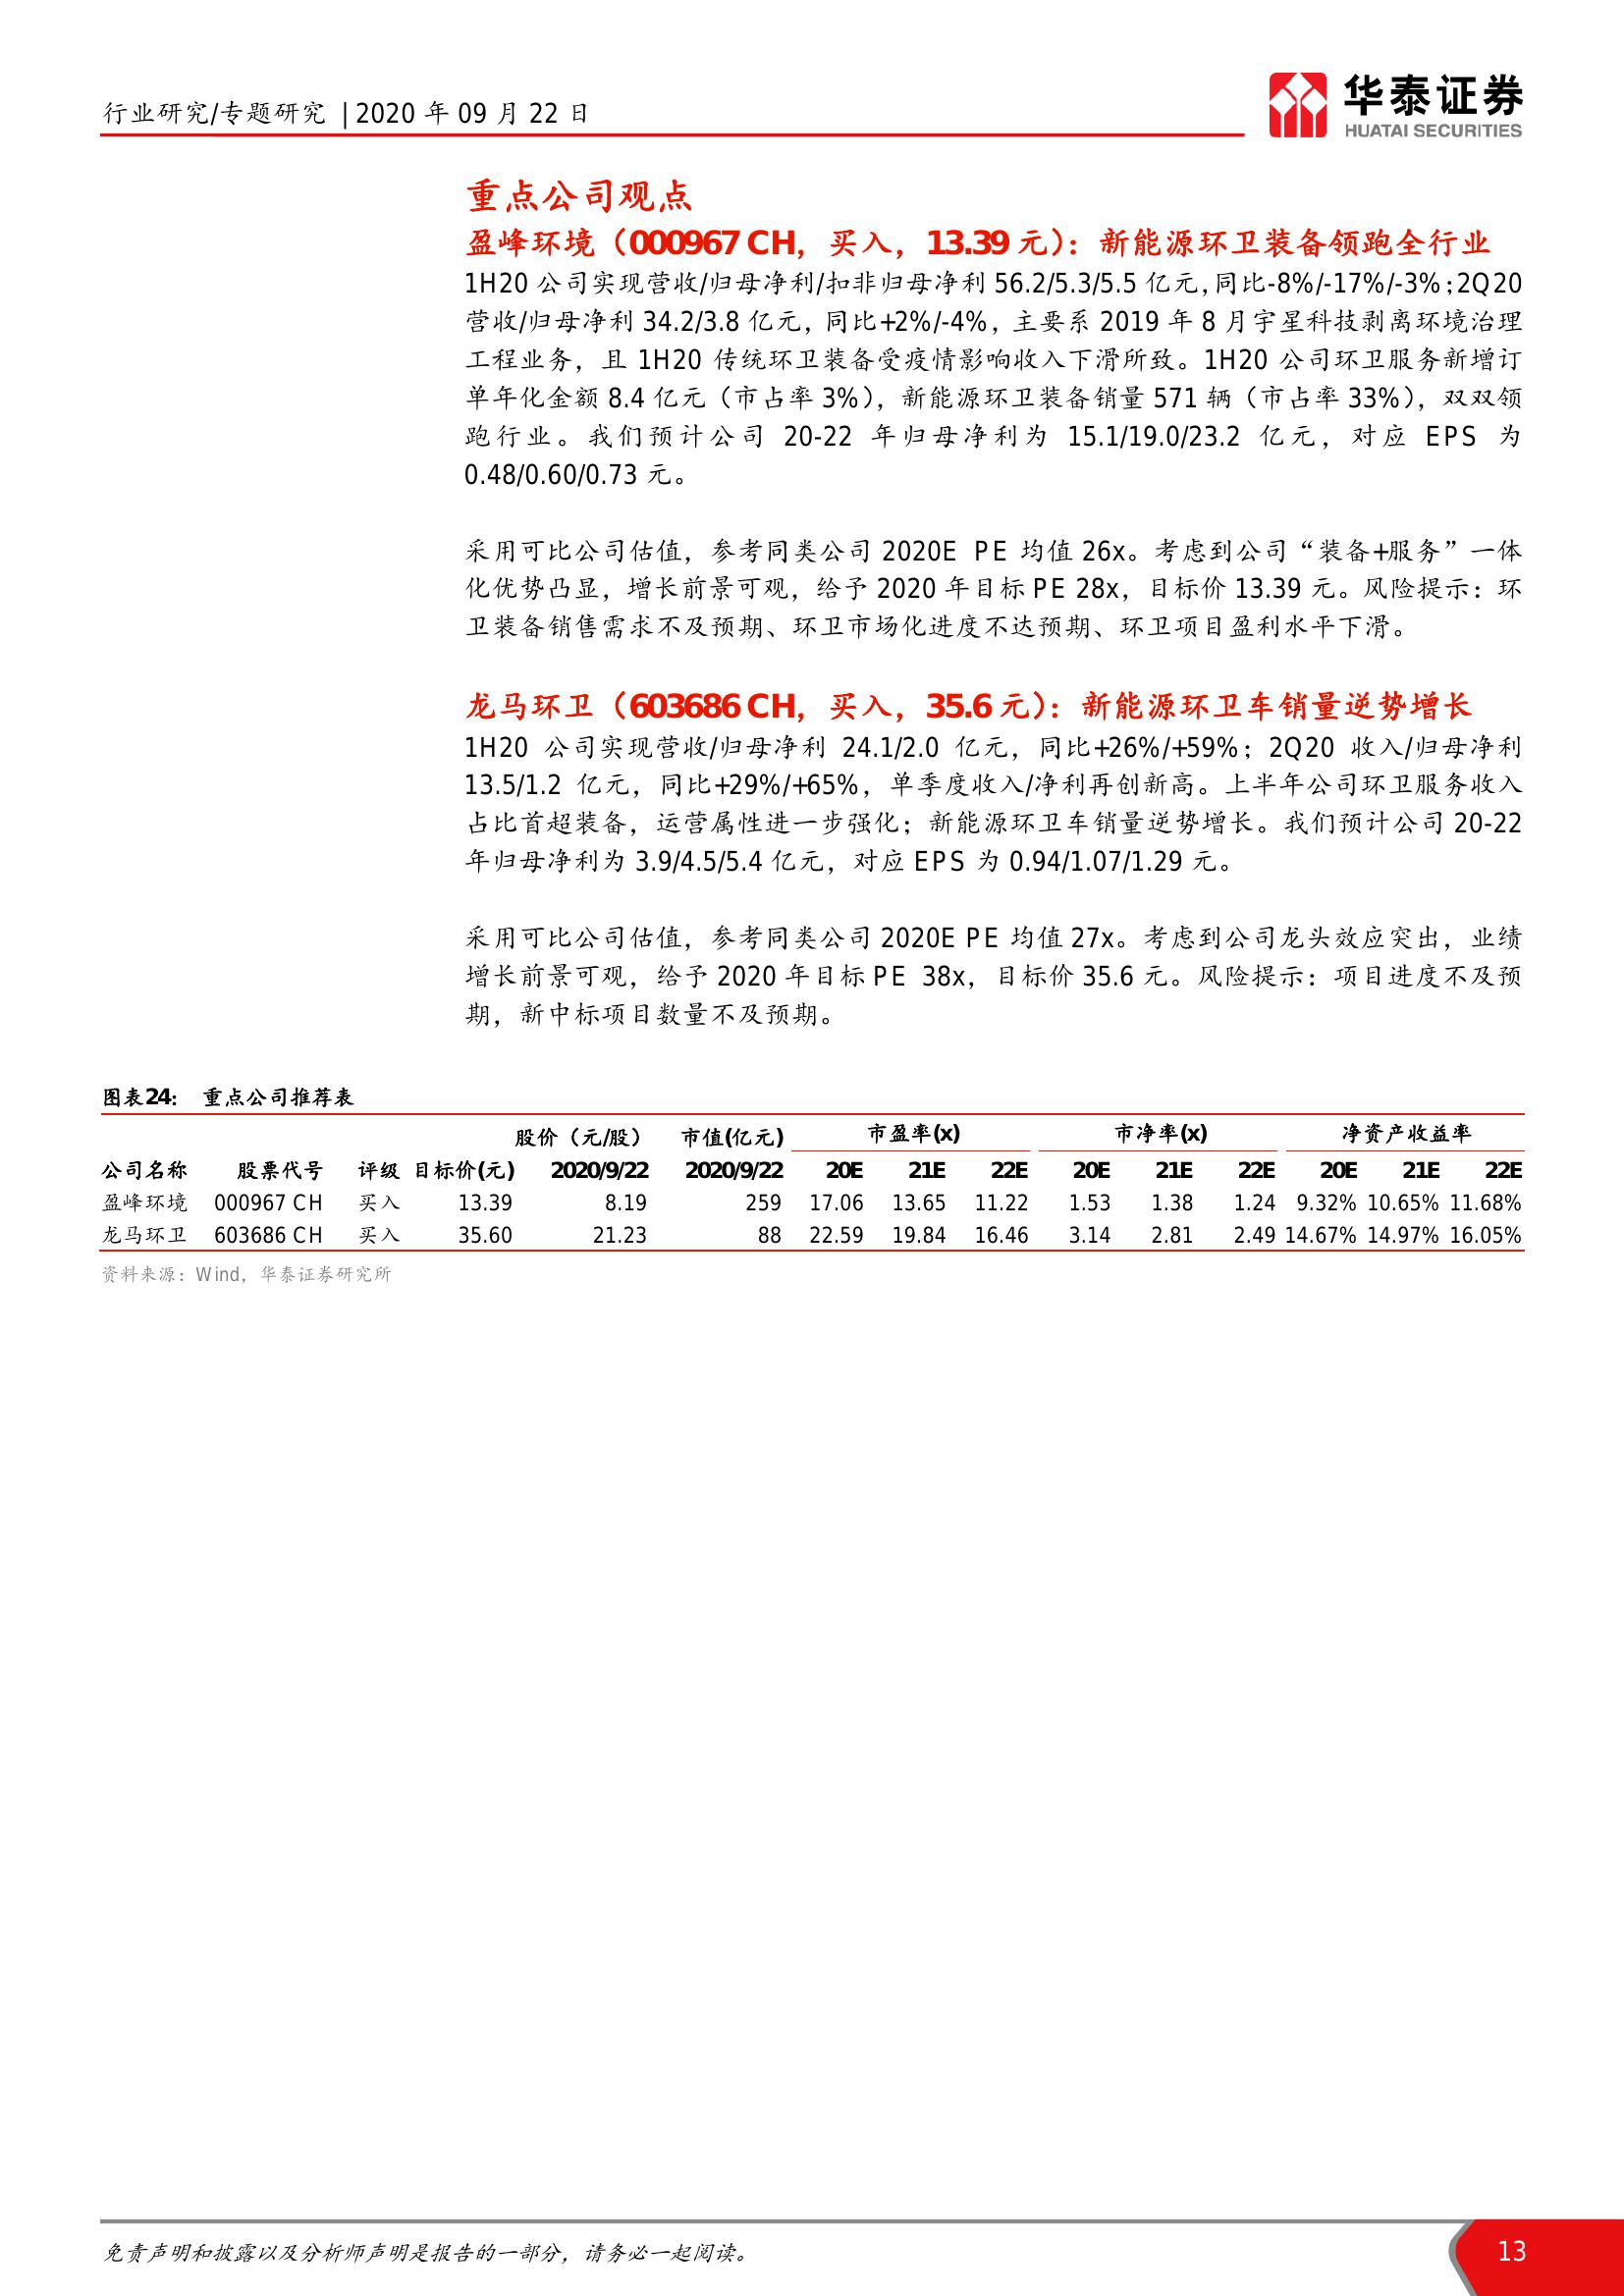 行业研究/专题研究 | 2020 年 09 月 22 日
华泰证券
HUATAI SECURITIES
重点公司观点
盈峰环境（000967 CH，买入，13.39 元）：新能源环卫装备领跑全行业
1H20 公司实现营收/归母净利/扣非归母净利 56.2/5.3/5.5 亿元，同比-8%/-17%/-3%；2Q20
营收/归母净利 34.2/3.8 亿元，同比+2%/-4%，主要系 2019 年 8 月宇星科技剥离环境治理
工程业务，且 1H20 传统环卫装备受疫情影响收入下滑所致。1H20 公司环卫服务新增订
单年化金额 8.4 亿元（市占率 3%），新能源环卫装备销量 571 辆（市占率 33%），双双领
跑行业。我们预计公司 20-22 年归母净利为 15.1/19.0/23.2 亿元，对应 EPS 为
0.48/0.60/0.73 元。
采用可比公司估值，参考同类公司 2020E PE 均值 26x。考虑到公司“装备+服务”一体
化优势凸显，增长前景可观，给予 2020 年目标 PE 28x，目标价 13.39 元。风险提示：环
卫装备销售需求不及预期、环卫市场化进度不达预期、环卫项目盈利水平下滑。
龙马环卫（603686 CH，买入，35.6 元）：新能源环卫车销量逆势增长
1H20 公司实现营收/归母净利 24.1/2.0 亿元，同比+26%/+59%；2Q20 收入/归母净利
13.5/1.2 亿元，同比+29%/+65%，单季度收入/净利再创新高。上半年公司环卫服务收入
占比首超装备，运营属性进一步强化；新能源环卫车销量逆势增长。我们预计公司 20-22
年归母净利为 3.9/4.5/5.4 亿元，对应 EPS 为 0.94/1.07/1.29 元。
采用可比公司估值，参考同类公司 2020E PE 均值 27x。考虑到公司龙头效应突出，业绩
增长前景可观，给予 2020 年目标 PE 38x，目标价 35.6 元。风险提示：项目进度不及预
期，新中标项目数量不及预期。
图表24： 重点公司推荐表
股价（元/股） 市值(亿元) 市盈率(x) 市净率(x) 净资产收益率
公司名称 股票代号 评级 目标价(元) 2020/9/22 2020/9/22 20E 21E 22E 20E 21E 22E 20E 21E 22E
盈峰环境 000967 CH 买入 13.39 8.19 259 17.06 13.65 11.22 1.53 1.38 1.24 9.32% 10.65% 11.68%
龙马环卫 603686 CH 买入 35.60 21.23 88 22.59 19.84 16.46 3.14 2.81 2.49 14.67% 14.97% 16.05%
资料来源：Wind，华泰证券研究所
免责声明和披露以及分析师声明是报告的一部分，请务必一起阅读。
13